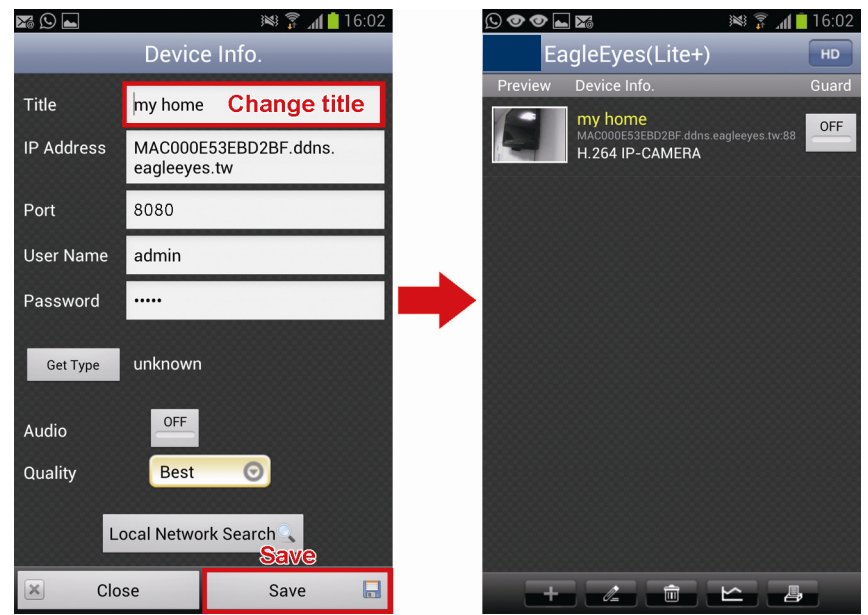 16:02
Device Info.
Title
my home
Change title
IP Address
MAC000E53EBD2BF.ddns.
eagleeyes.tw
Port
8080
User Name
admin
Password
•••••
Get Type
unknown
Audio
OFF
Quality
Best
Local Network Search
Save
Close
Save
16:02
EagleEyes(Lite+)
HD
Preview
Device Info.
Guard
my home
MAC000E53EBD2BF.ddns.eagleeyes.tw:88
H.264 IP-CAMERA
OFF